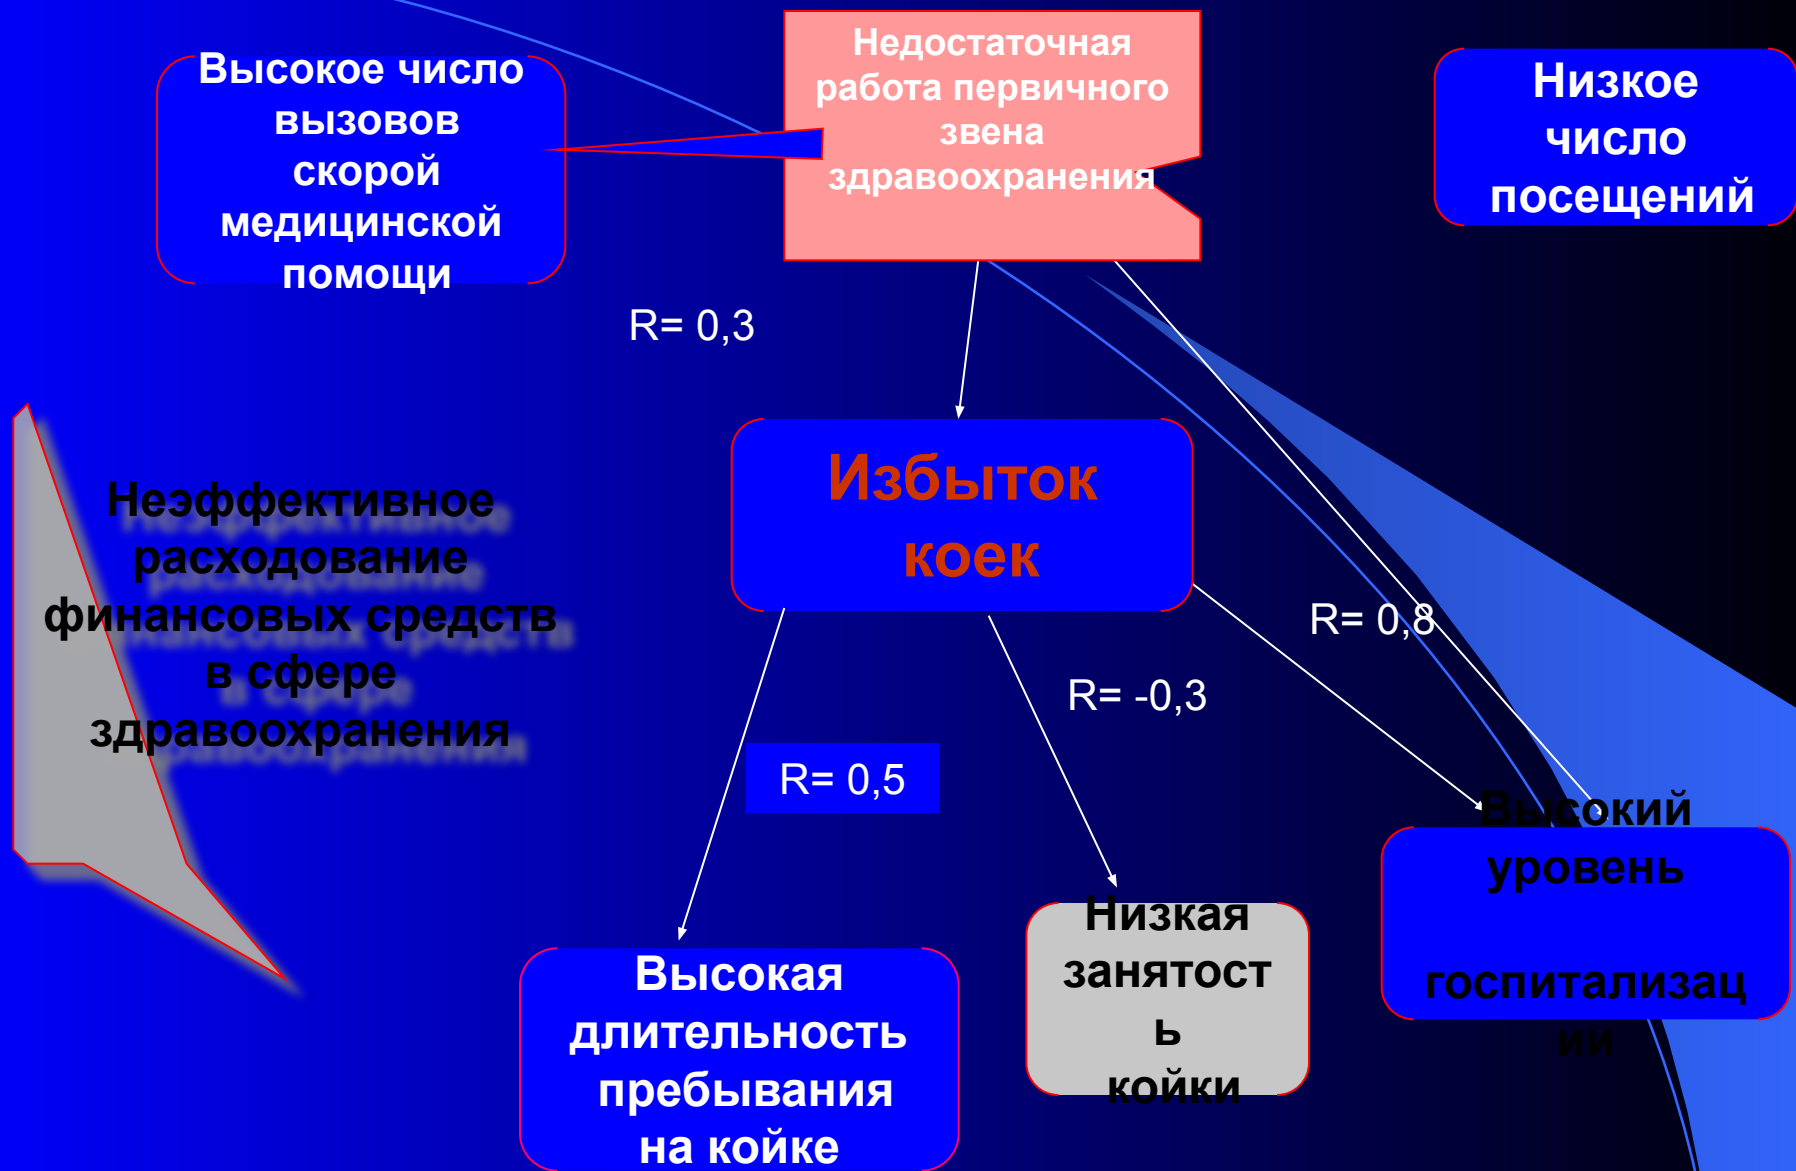 Высокое число
вызовов
скорой
медицинской
помощи
Недостаточная
работа первичного
звена
здравоохранения
Низкое
число
посещений
R= 0,3
Избыток
коек
Неэффективное
расходование
финансовых средств
в сфере
здравоохранения
R= 0,8
R= -0,3
R= 0,5
Высокая
длительность
пребывания
на койке
Низкая
занятост
ь
койки
Высокий
уровень
госпитализац
ии